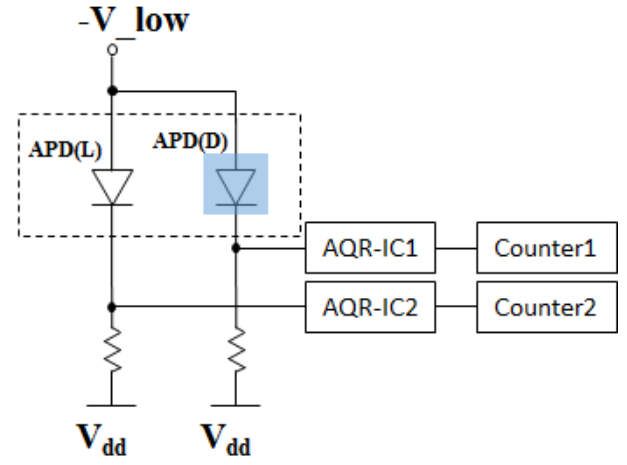 -V_low
APD(L)
APD(D)
AQR-IC1
Counter1
AQR-IC2
Counter2
Vdd
Vdd